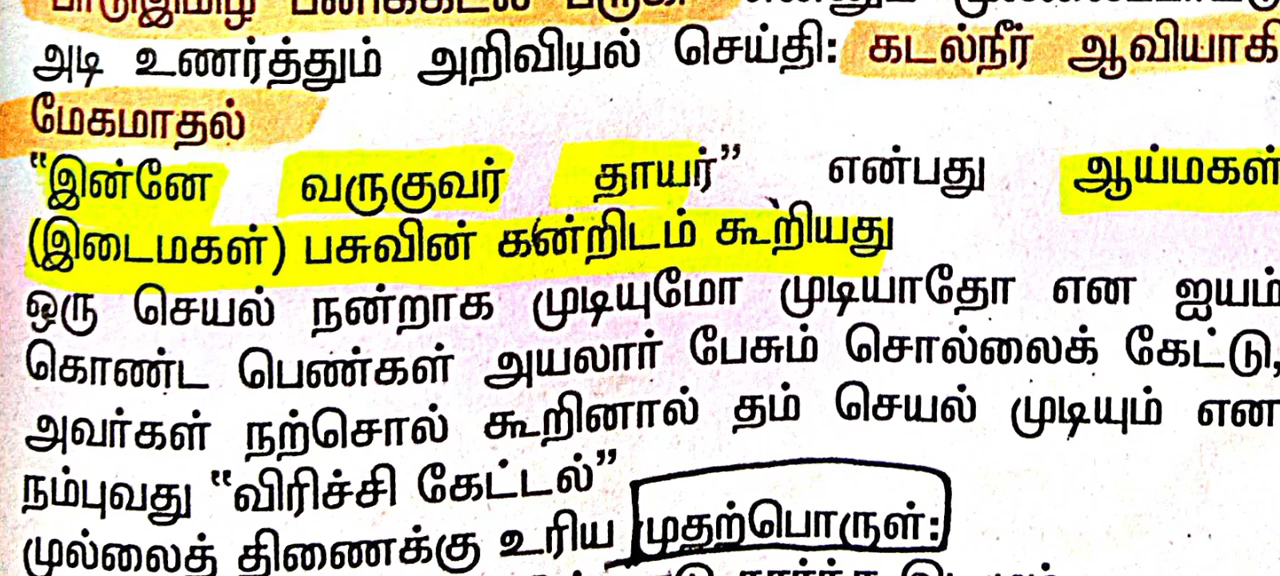 அடி உணர்த்தும் அறிவியல் செய்தி: கடல்நீர் ஆவியாகி
மேகமாதல்
“இன்னே வருகுவர் தாயர்” என்பது ஆய்மகள்
(இடைமகள்) பசுவின் கன்றிடம் கூறியது
ஒரு செயல் நன்றாக முடியுமோ முடியாதோ என ஐயம்
கொண்ட பெண்கள் அயலார் பேசும் சொல்லைக் கேட்டு,
அவர்கள் நற்சொல் கூறினால் தம் செயல் முடியும் என
நம்புவது “விரிச்சி கேட்டல்”
முல்லைத் திணைக்கு உரிய முதற்பொருள்: